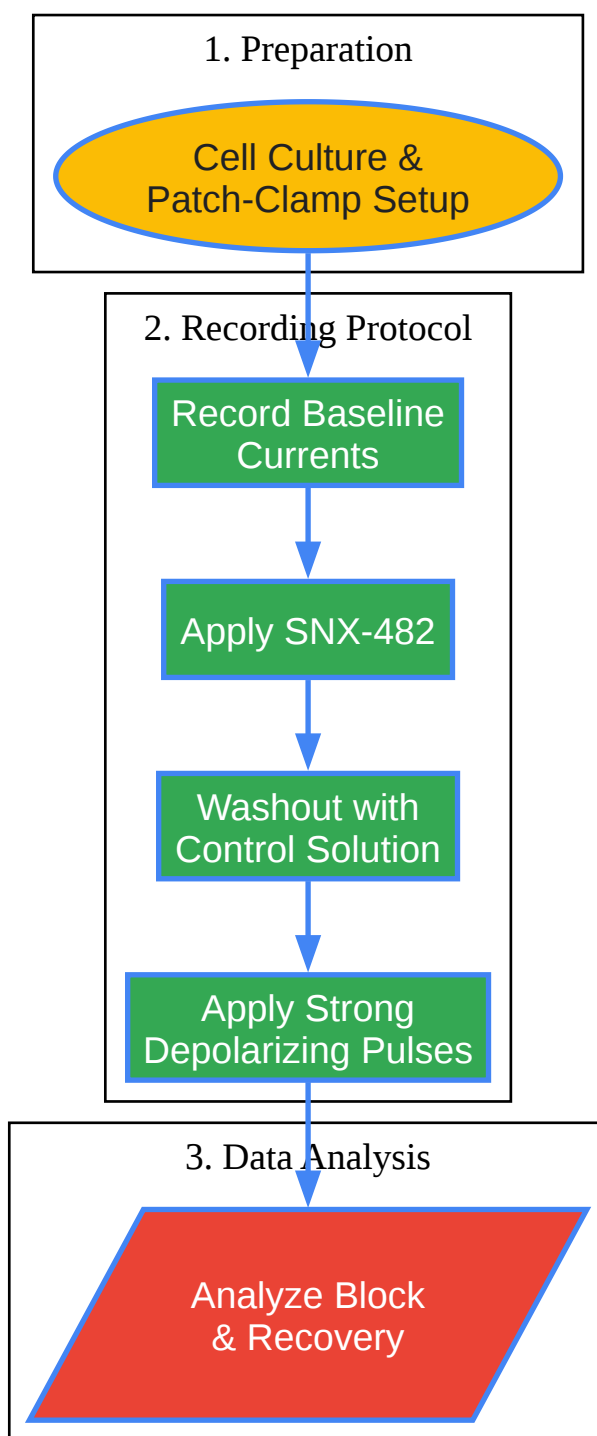 1. Preparation
Cell Culture &
Patch-Clamp Setup
2. Recording Protocol
Record Baseline
Currents
Apply SNX-482
Washout with
Control Solution
Apply Strong
Depolarizing Pulses
3. Data Analysis
Analyze Block
& Recovery